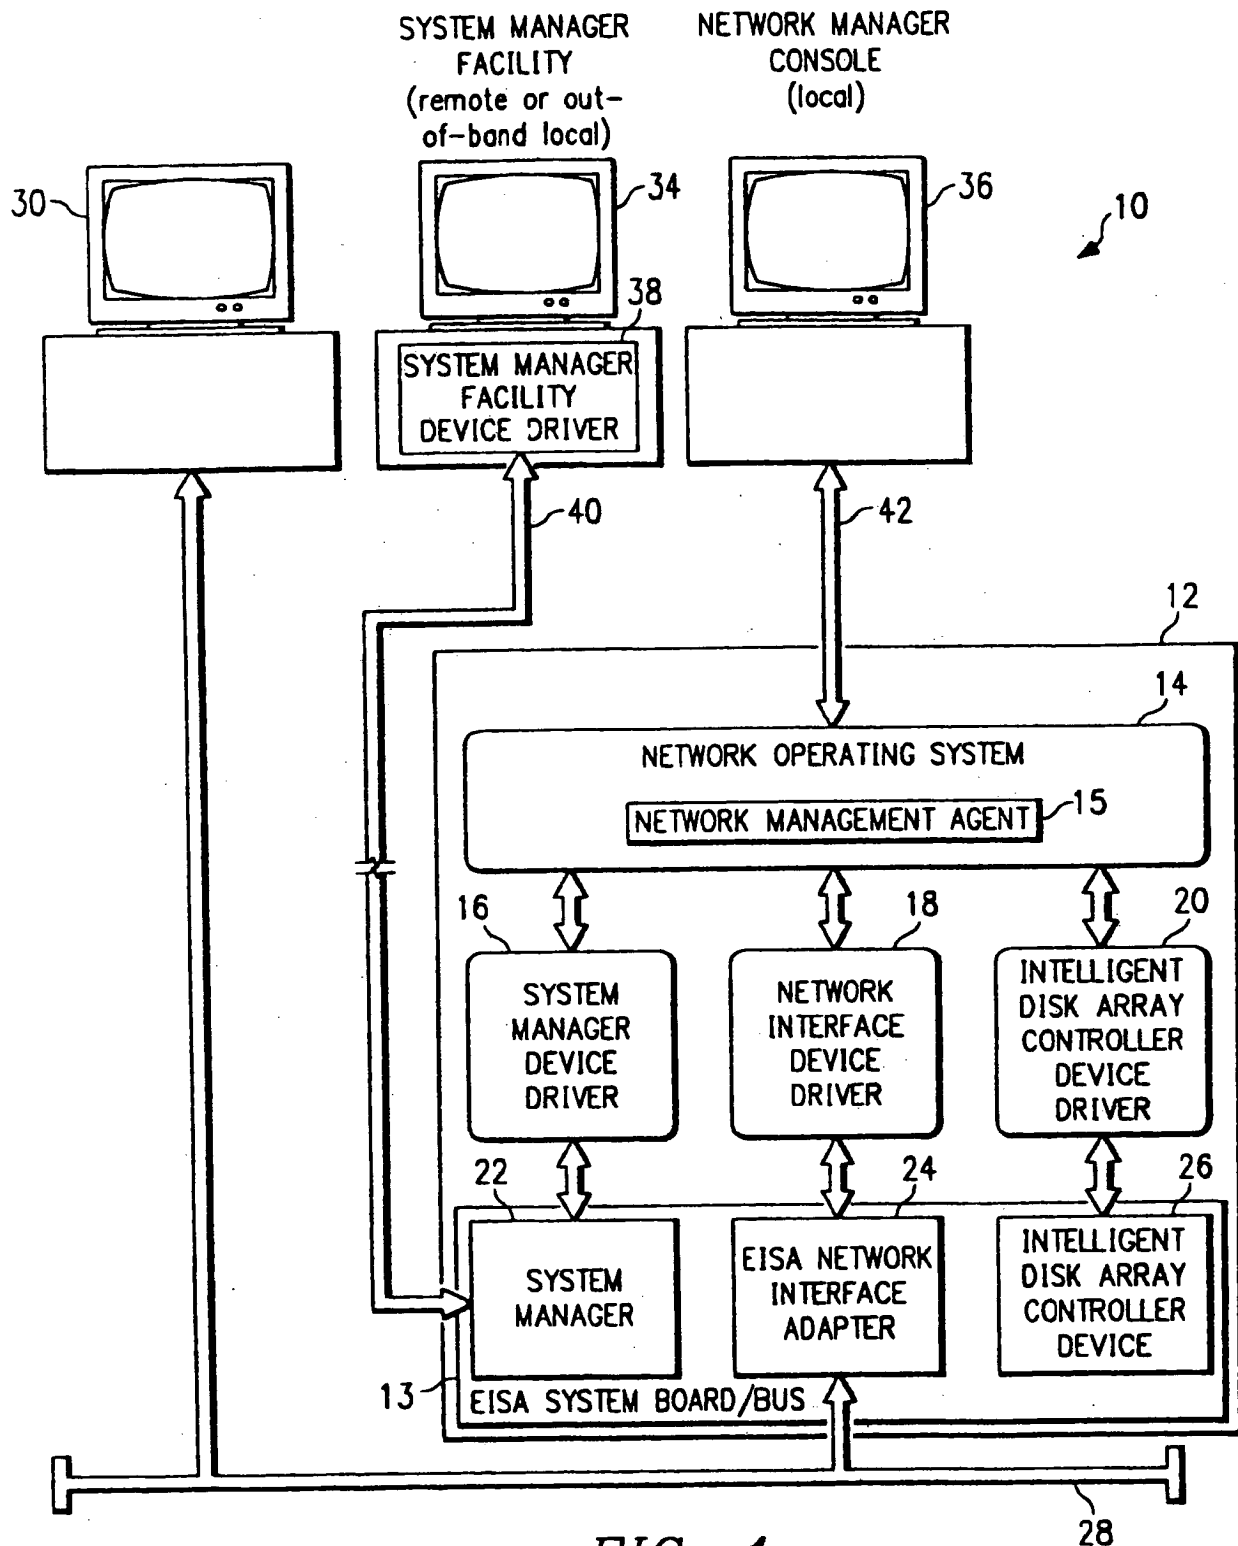 SYSTEM MANAGER
FACILITY
(remote or out-
of-band local)
NETWORK MANAGER
CONSOLE
(local)
30
34
36
10
38
SYSTEM MANAGER
FACILITY
DEVICE DRIVER
40
42
12
14
NETWORK OPERATING SYSTEM
15
NETWORK MANAGEMENT AGENT
16
18
20
SYSTEM
MANAGER
DEVICE
DRIVER
NETWORK
INTERFACE
DEVICE
DRIVER
INTELLIGENT
DISK ARRAY
CONTROLLER
DEVICE
DRIVER
22
24
26
SYSTEM
MANAGER
EISA NETWORK
INTERFACE
ADAPTER
INTELLIGENT
DISK ARRAY
CONTROLLER
DEVICE
13
EISA SYSTEM BOARD/BUS
28